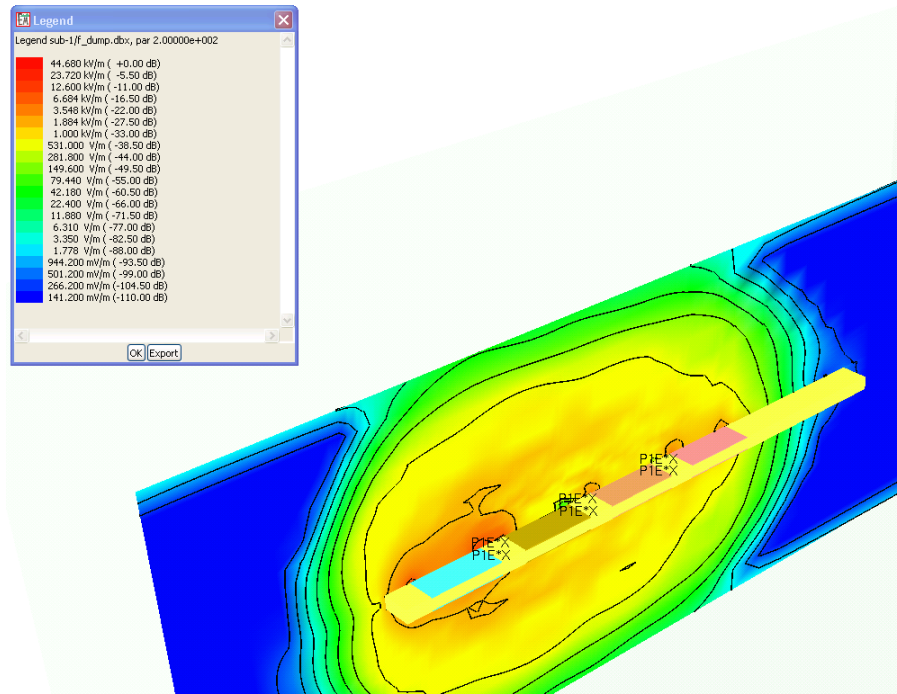 Legend
Legend sub-1/f_dump.dbx, par 2.00000e+002
44.680 kV/m ( +0.00 dB)
23.720 kV/m ( -5.50 dB)
12.600 kV/m ( -11.00 dB)
6.684 kV/m ( -16.50 dB)
3.548 kV/m ( -22.00 dB)
1.884 kV/m ( -27.50 dB)
1.000 kV/m ( -33.00 dB)
531.000 V/m ( -38.50 dB)
281.800 V/m ( -44.00 dB)
149.600 V/m ( -49.50 dB)
79.440 V/m ( -55.00 dB)
42.180 V/m ( -60.50 dB)
22.400 V/m ( -66.00 dB)
11.880 V/m ( -71.50 dB)
6.310 V/m ( -77.00 dB)
3.350 V/m ( -82.50 dB)
1.778 V/m ( -88.00 dB)
944.200 mV/m ( -93.50 dB)
501.200 mV/m ( -99.00 dB)
266.200 mV/m ( -104.50 dB)
141.200 mV/m ( -110.00 dB)
OK Export
P1E*X
P1E*X
P1E*X
P1E*X
P1E*X
P1E*X